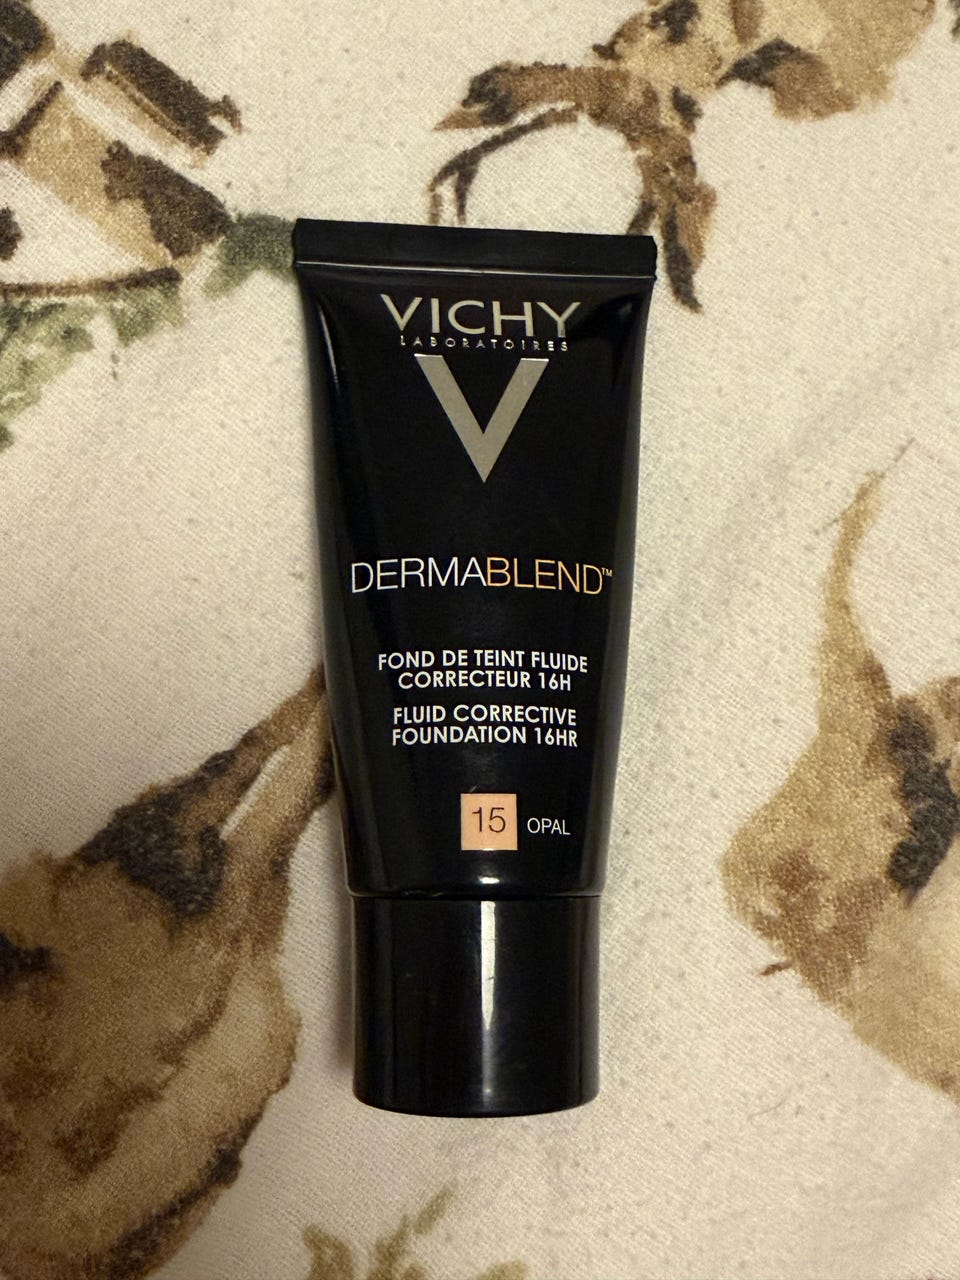 VICHY
LABORATOIRES
V
DERMABLEND™
FOND DE TEINT FLUIDE
CORRECTEUR 16H
FLUID CORRECTIVE
FOUNDATION 16HR
15 OPAL